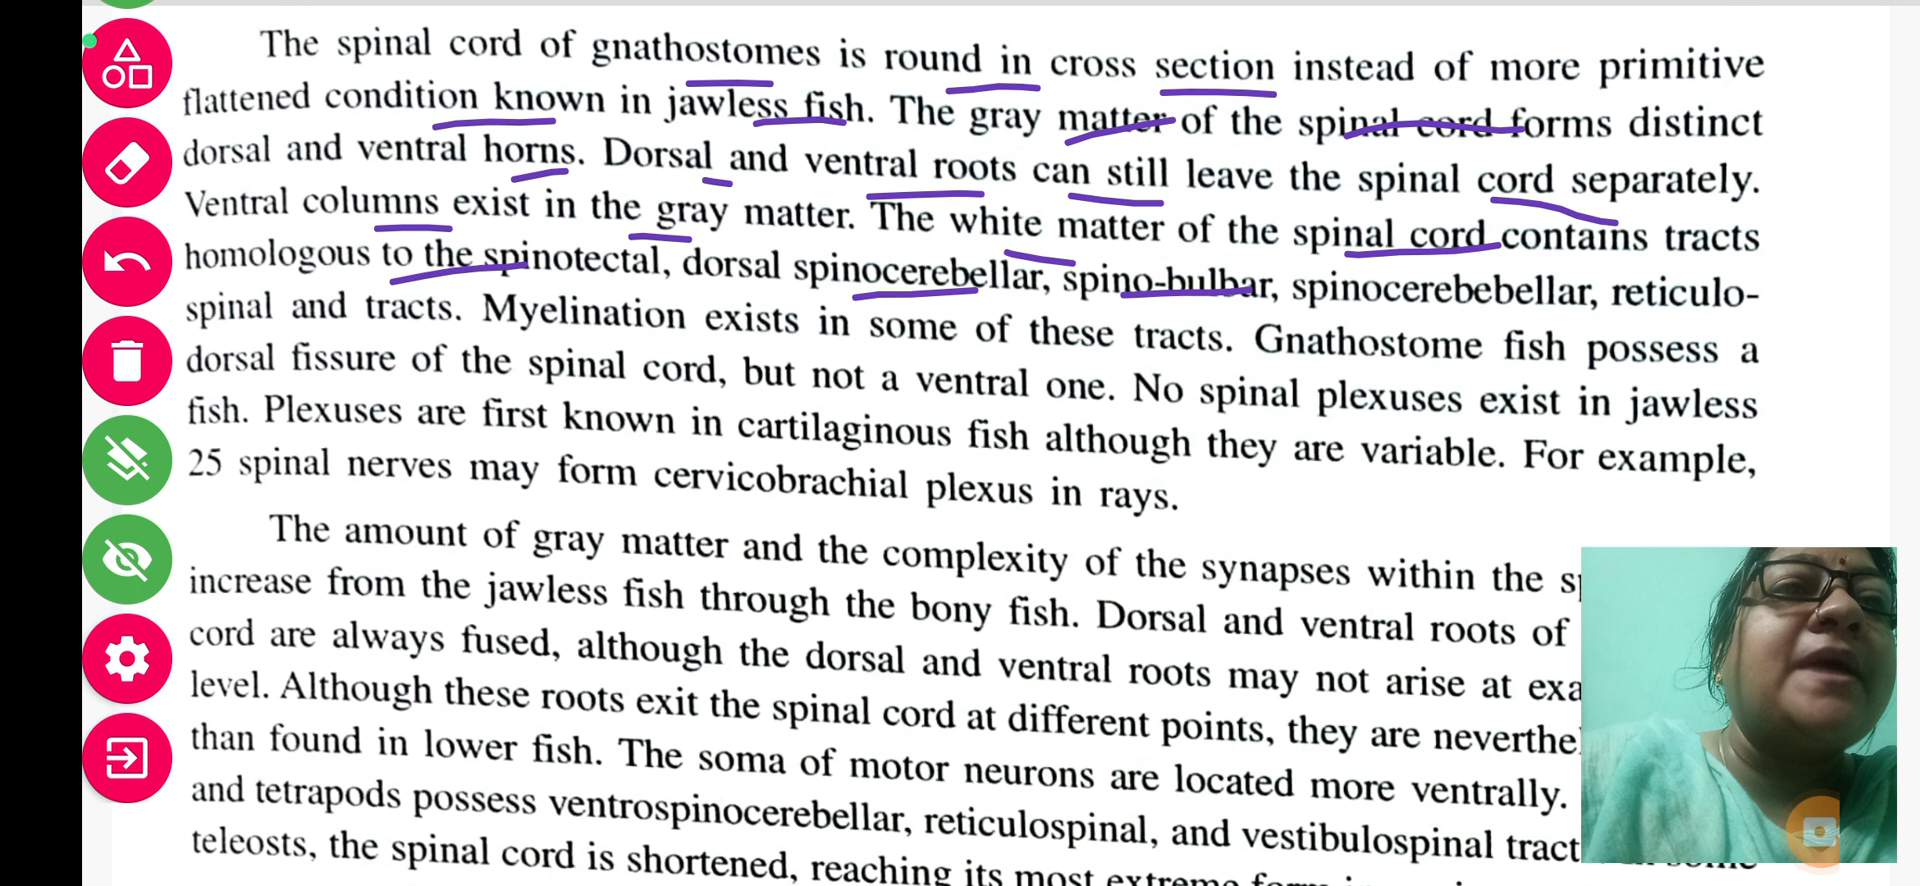 The spinal cord of gnathostomes is round in cross section instead of more primitive
flattened condition known in jawless fish. The gray matter of the spinal cord forms distinct
dorsal and ventral horns. Dorsal and ventral roots can still leave the spinal cord separately.
Ventral columns exist in the gray matter. The white matter of the spinal cord contains tracts
homologous to the spinotectal, dorsal spinocerebellar, spino-bulbar, spinocerebebellar, reticulo-
spinal and tracts. Myelination exists in some of these tracts. Gnathostome fish possess a
dorsal fissure of the spinal cord, but not a ventral one. No spinal plexuses exist in jawless
fish. Plexuses are first known in cartilaginous fish although they are variable. For example,
25 spinal nerves may form cervicobrachial plexus in rays.
The amount of gray matter and the complexity of the synapses within the
increase from the jawless fish through the bony fish. Dorsal and ventral roots of
cord are always fused, although the dorsal and ventral roots may not arise at
level. Although these roots exit the spinal cord at different points, they are
than found in lower fish. The soma of motor neurons are located more ventrally.
and tetrapods possess ventrospinocerebellar, reticulospinal, and vestibulospinal
teleosts, the spinal cord is shortened, reaching its most extreme